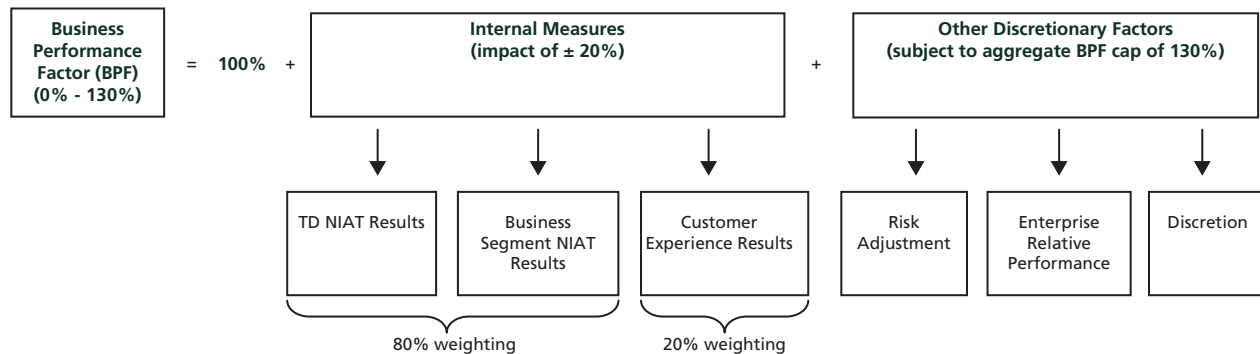 Business
Performance
Factor (BPF)
(0% - 130%)
= 100% +
Internal Measures
(impact of ± 20%)
+
Other Discretionary Factors
(subject to aggregate BPF cap of 130%)
TD NIAT Results
Business
Segment NIAT
Results
Customer
Experience Results
Risk
Adjustment
Enterprise
Relative
Performance
Discretion
80% weighting
20% weighting